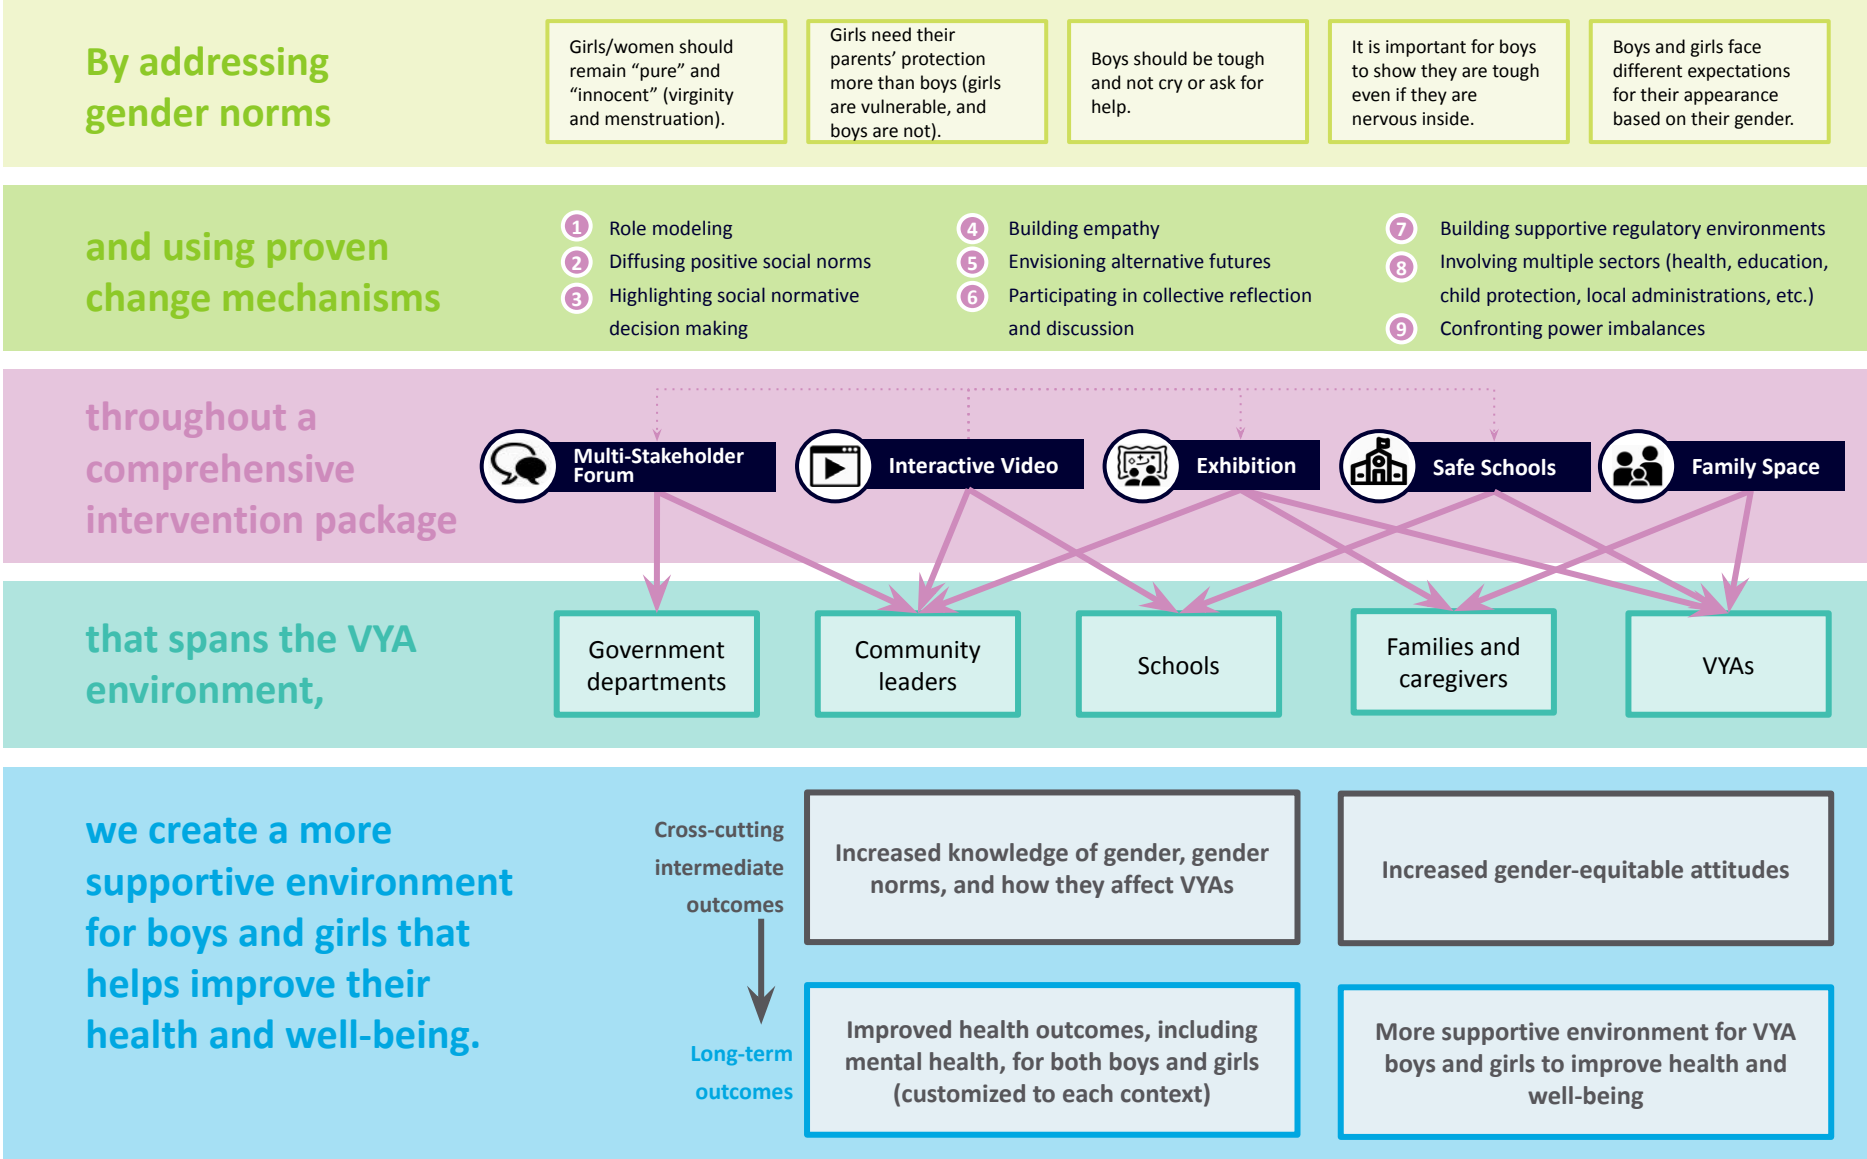 By addressing
gender norms
Girls/women should
remain “pure” and
“innocent” (virginity
and menstruation).
Girls need their
parents’ protection
more than boys (girls
are vulnerable, and
boys are not).
Boys should be tough
and not cry or ask for
help.
It is important for boys
to show they are tough
even if they are
nervous inside.
Boys and girls face
different expectations
for their appearance
based on their gender.
and using proven
change mechanisms
1 Role modeling
2 Diffusing positive social norms
3 Highlighting social normative
decision making
4 Building empathy
5 Envisioning alternative futures
6 Participating in collective reflection
and discussion
7 Building supportive regulatory environments
8 Involving multiple sectors (health, education,
child protection, local administrations, etc.)
9 Confronting power imbalances
throughout a
comprehensive
intervention package
Multi-Stakeholder
Forum
Interactive Video
Exhibition
Safe Schools
Family Space
that spans the VYA
environment,
Government
departments
Community
leaders
Schools
Families and
caregivers
VYAs
we create a more
supportive environment
for boys and girls that
helps improve their
health and well-being.
Cross-cutting
intermediate
outcomes
Increased knowledge of gender, gender
norms, and how they affect VYAs
Increased gender-equitable attitudes
Long-term
outcomes
Improved health outcomes, including
mental health, for both boys and girls
(customized to each context)
More supportive environment for VYA
boys and girls to improve health and
well-being